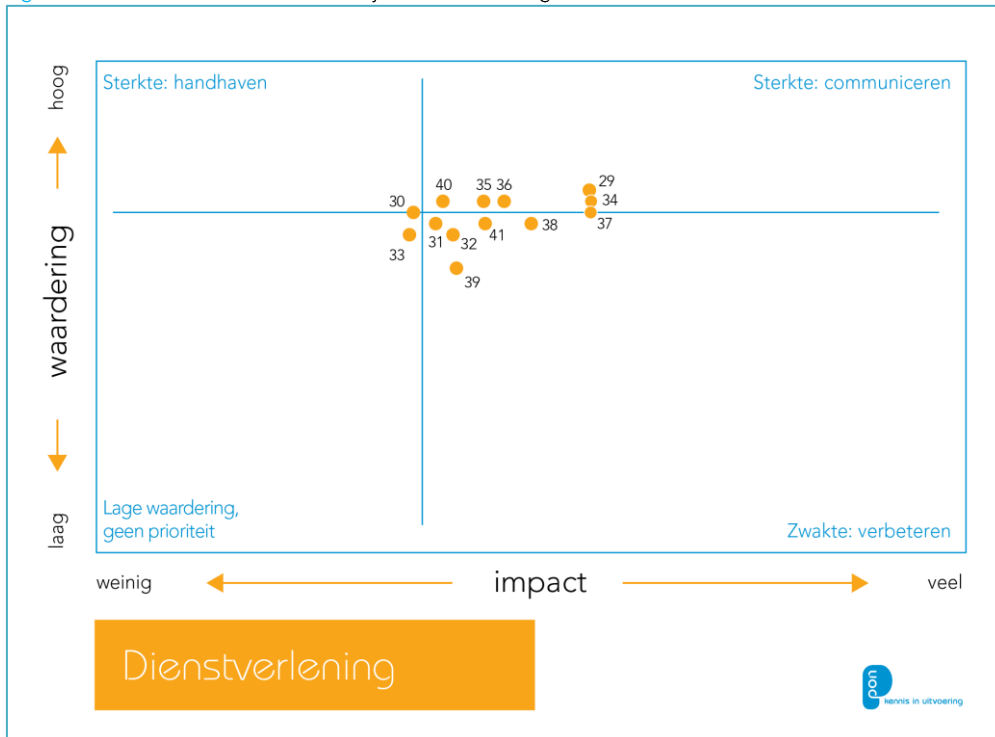 hoog
Sterkte: handhaven
Sterkte: communiceren
29
40
35
36
30
34
37
38
31
32
41
33
39
waardering
Lage waardering,
geen prioriteit
Zwakte: verbeteren
laag
weinig
impact
veel
Dienstverlening
pon
kennis in uitvoering